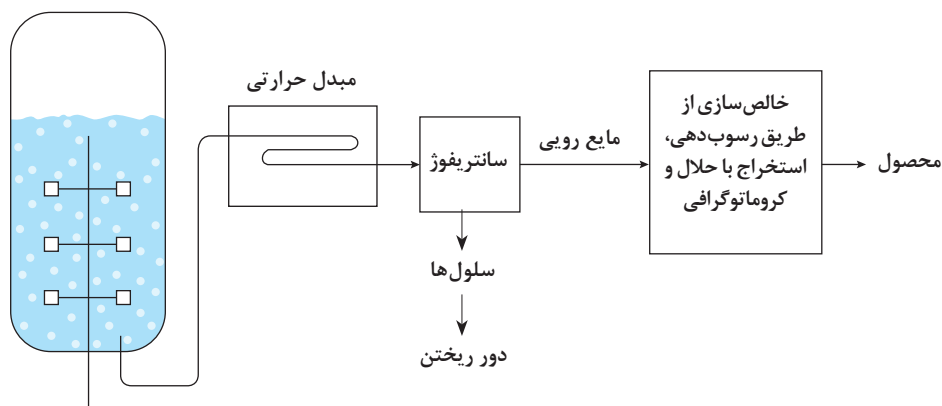 مبدل حرارتی
سانتریفوژ
مایع رویی
خالص‌سازی از
طریق رسوب‌دهی،
استخراج با حلال و
کروماتوگرافی
محصول
سلول‌ها
دور ریختن